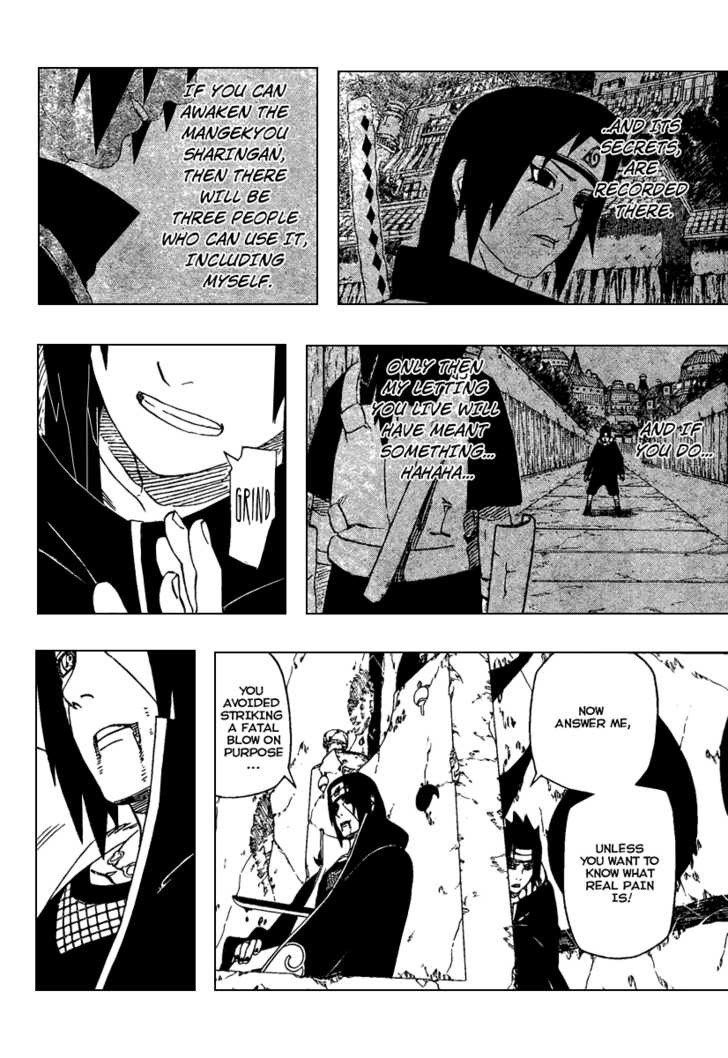 ..AND ITS
SECRETS,
ARE
RECORDED
THERE.
IF YOU CAN
AWAKEN THE
MANGEKYOU
SHARINGAN,
THEN THERE
WILL BE
THREE PEOPLE
WHO CAN USE IT,
INCLUDING
MYSELF.
AND IF
YOU DO...
ONLY THEN
MY LETTING
YOU LIVE WILL
HAVE MEANT
SOMETHING...
HAHAHA...
GRIND
NOW
ANSWER ME,
UNLESS
YOU WANT TO
KNOW WHAT
REAL PAIN
IS!
YOU
AVOIDED
STRIKING
A FATAL
BLOW ON
PURPOSE
...